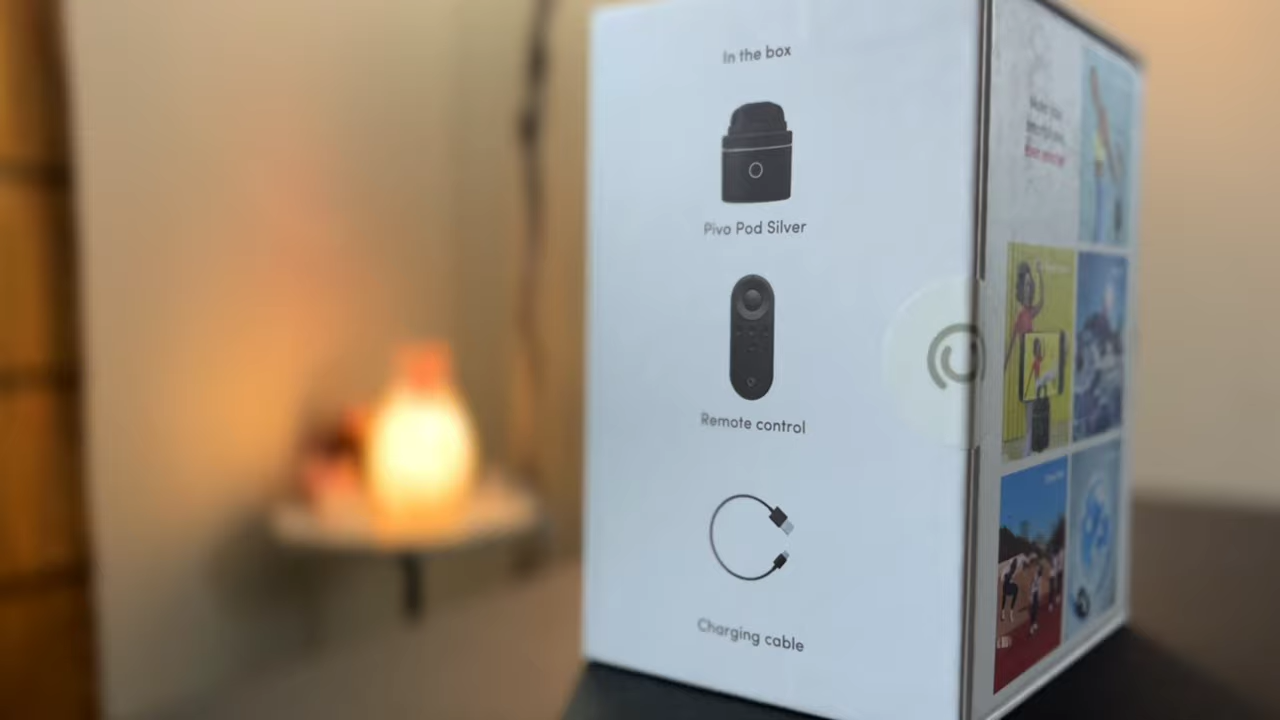 In the box
Pivo Pod Silver
Remote control
Charging cable